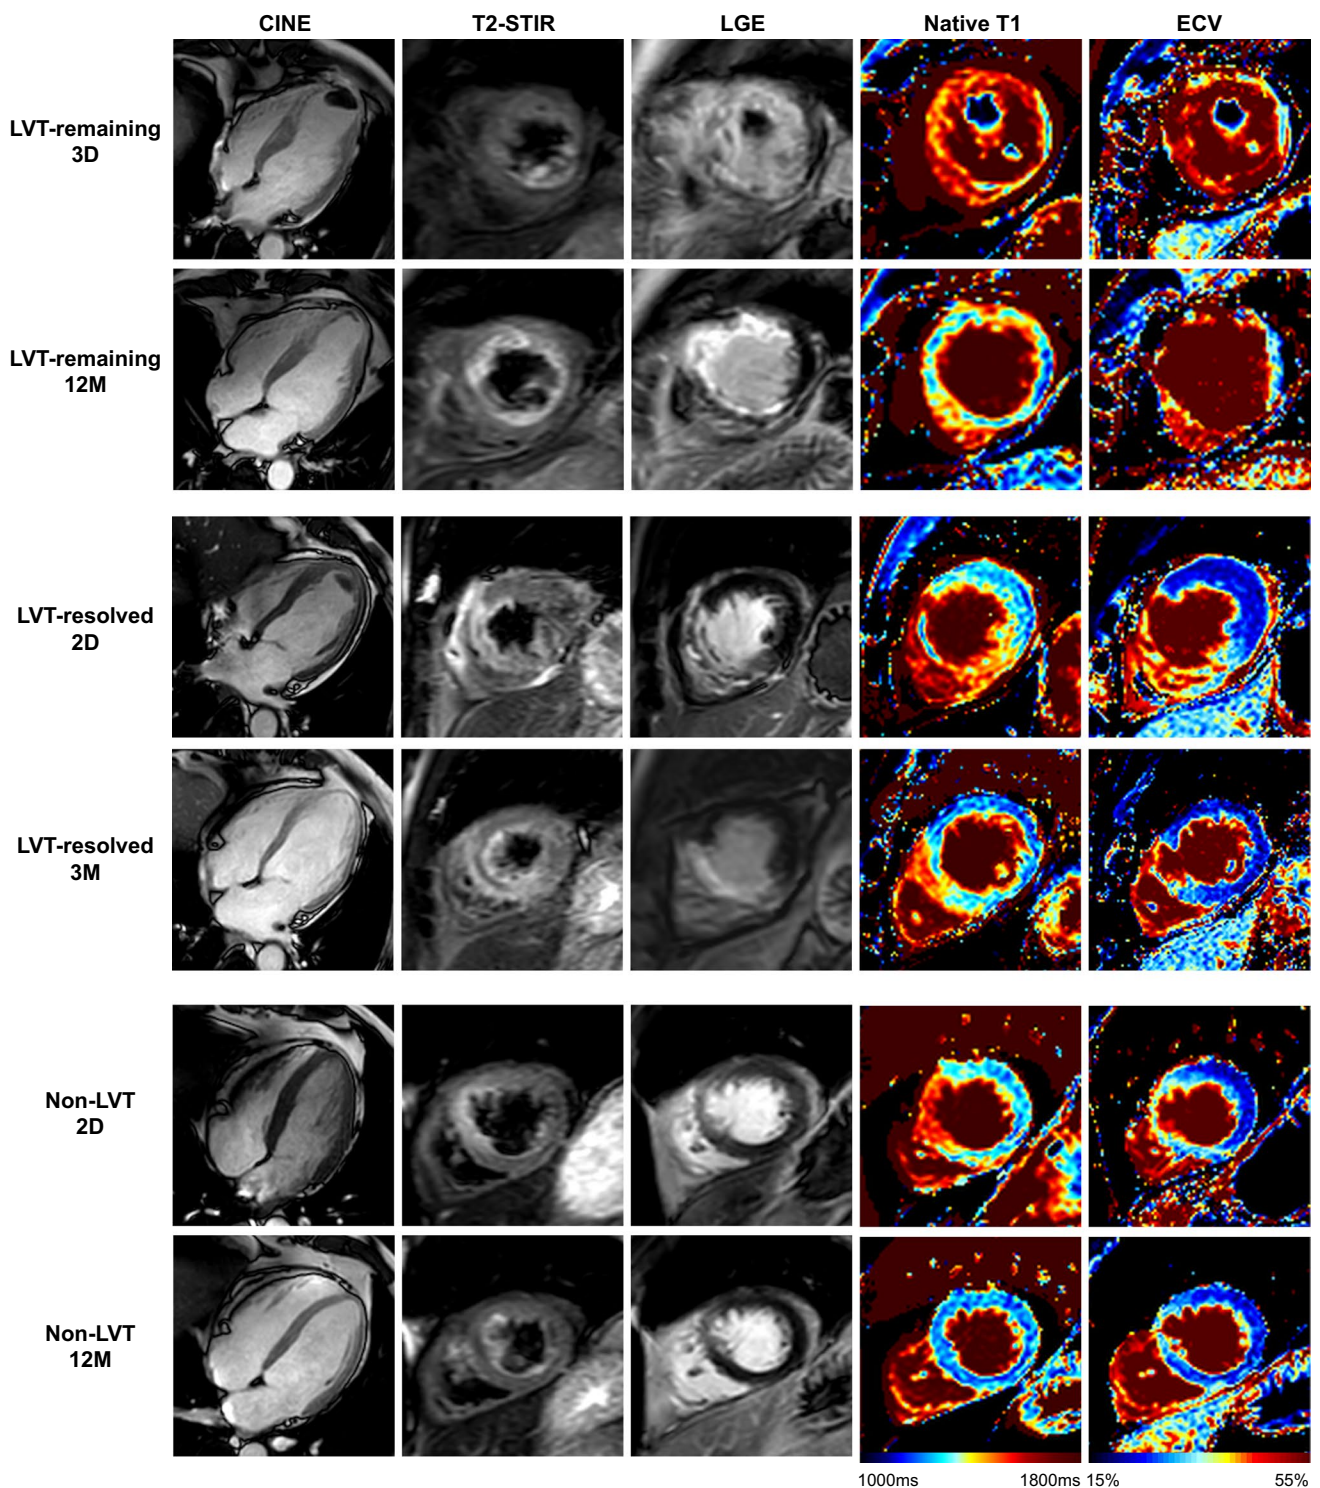 CINE T2-STIR LGE Native T1 ECV
LVT-remaining
3D
LVT-remaining
12M
LVT-resolved
2D
LVT-resolved
3M
Non-LVT
2D
Non-LVT
12M
1000ms 1800ms 15% 55%